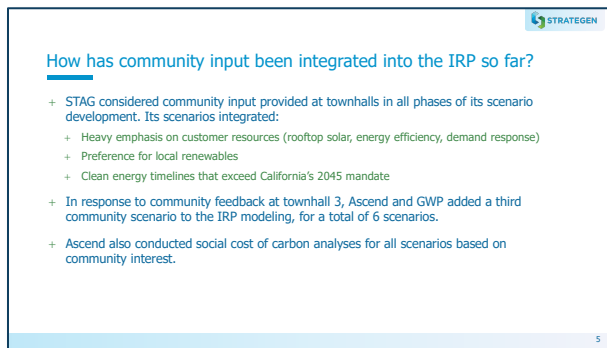 STRATEGEN
How has community input been integrated into the IRP so far?
+ STAG considered community input provided at townhalls in all phases of its scenario
development. Its scenarios integrated:
+ Heavy emphasis on customer resources (rooftop solar, energy efficiency, demand response)
+ Preference for local renewables
+ Clean energy timelines that exceed California's 2045 mandate
+ In response to community feedback at townhall 3, Ascend and GWP added a third
community scenario to the IRP modeling, for a total of 6 scenarios.
+ Ascend also conducted social cost of carbon analyses for all scenarios based on
community interest.
5